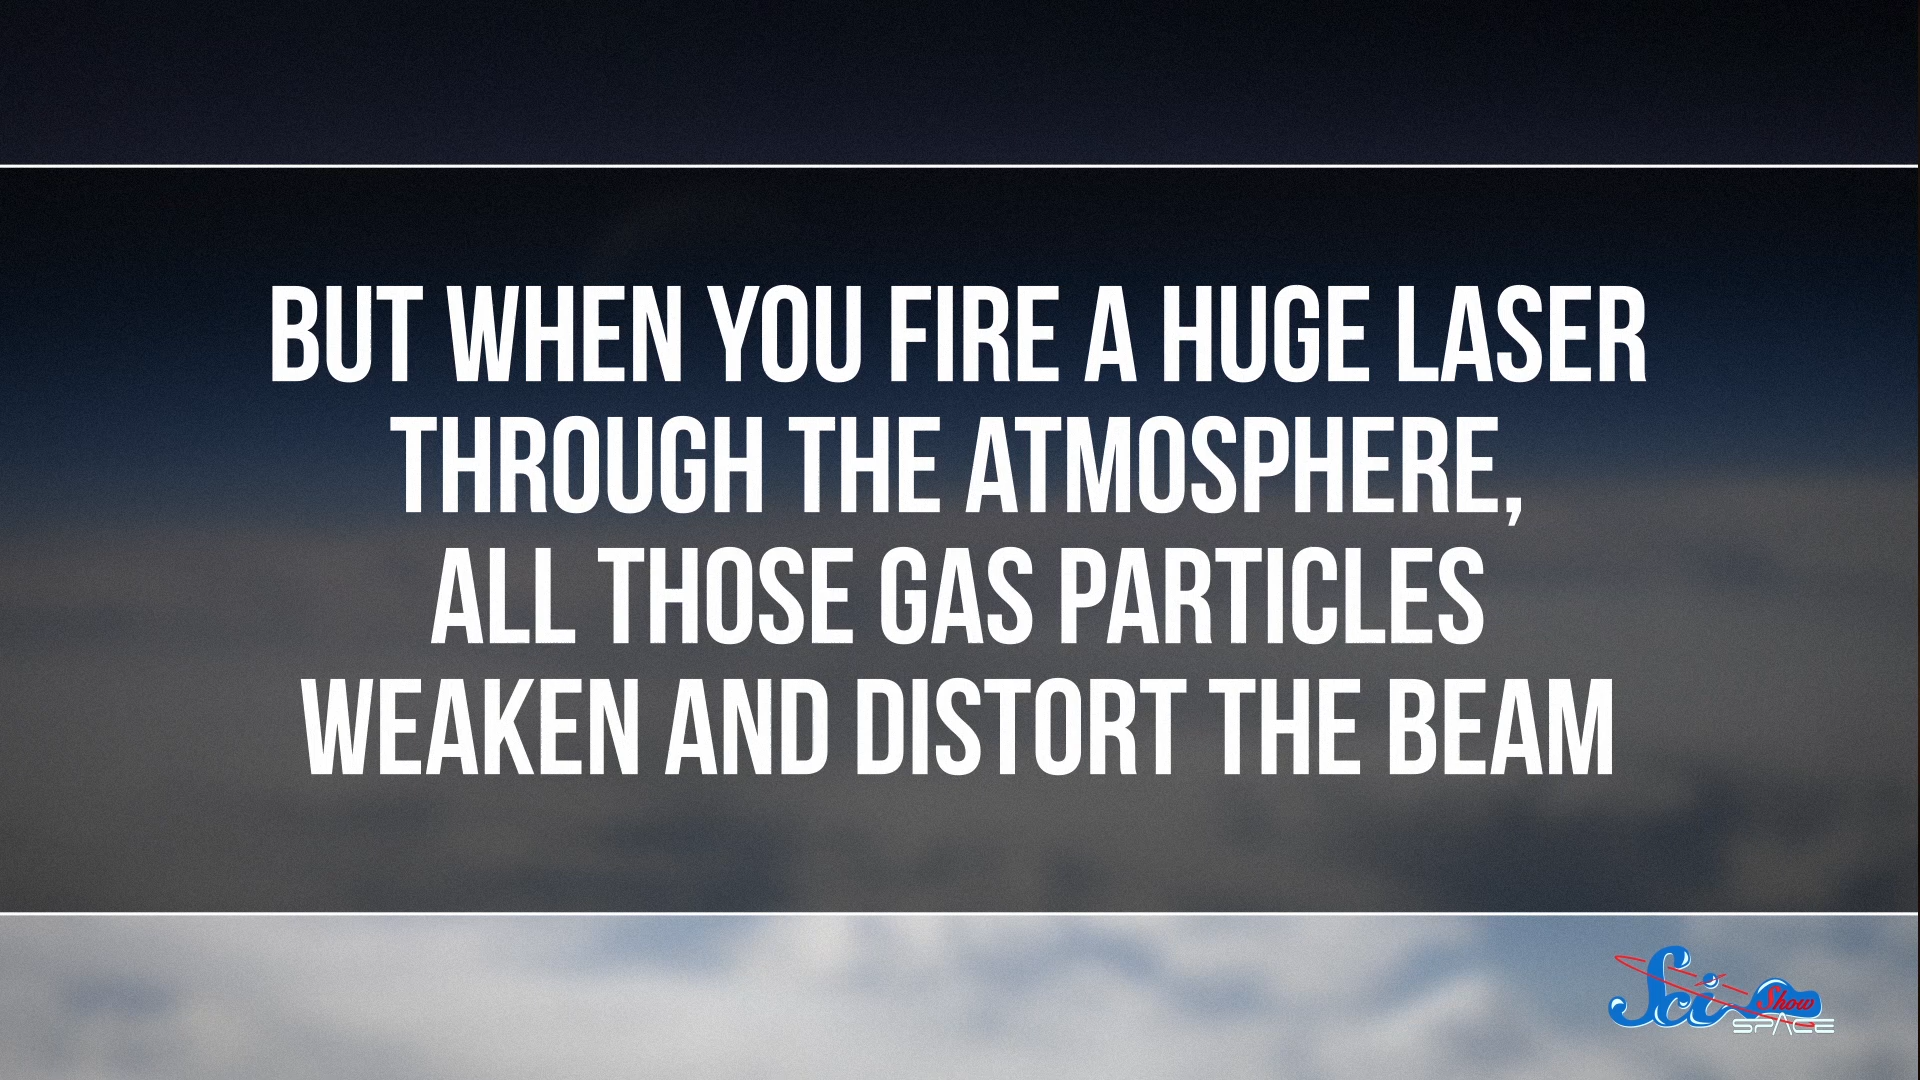 BUT WHEN YOU FIRE A HUGE LASER
THROUGH THE ATMOSPHERE,
ALL THOSE GAS PARTICLES
WEAKEN AND DISTORT THE BEAM
Sci Show
SPACE